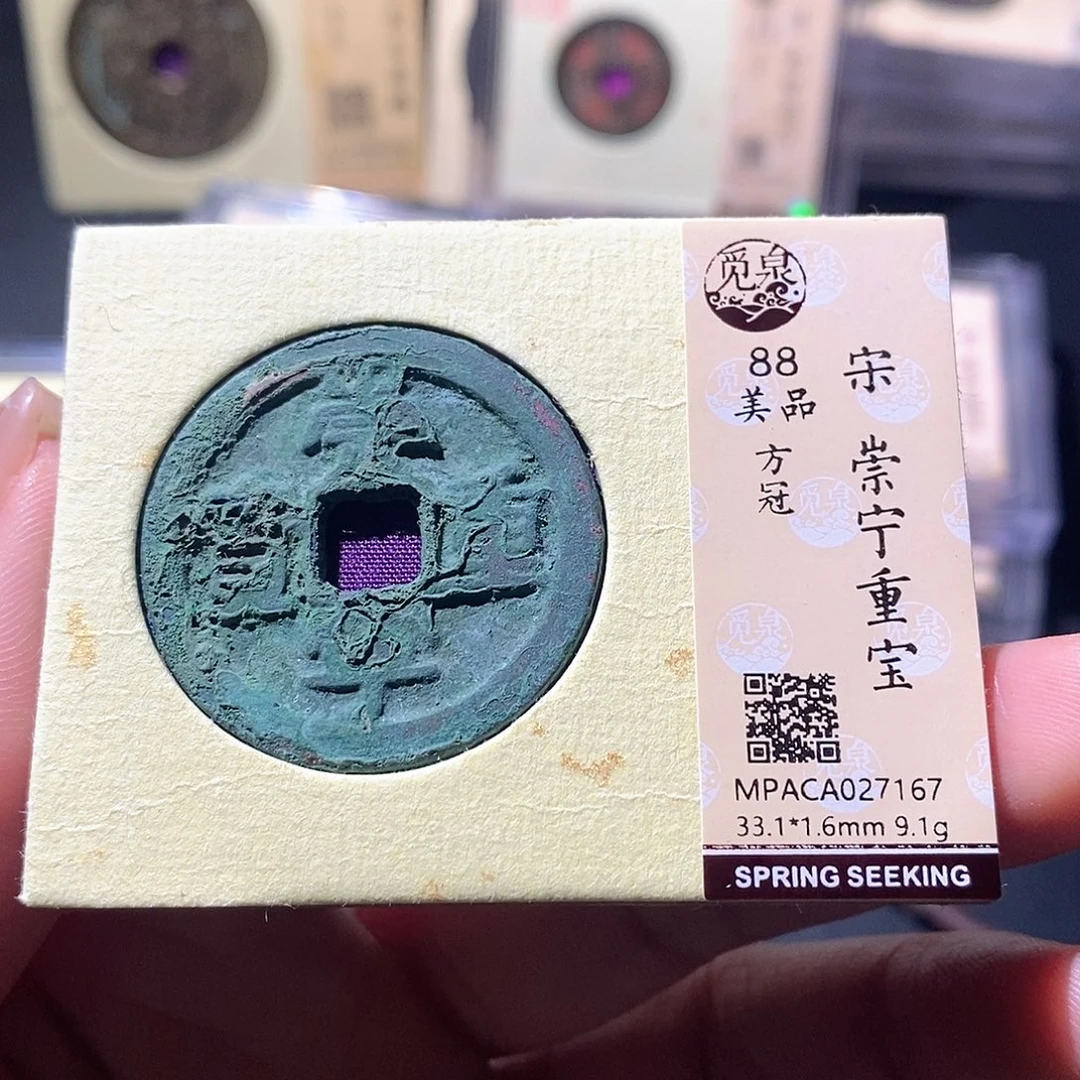 觅泉
88
美品
方冠
宋 崇宁重宝
MPACA027167
33.1*1.6mm 9.1g
SPRING SEEKING